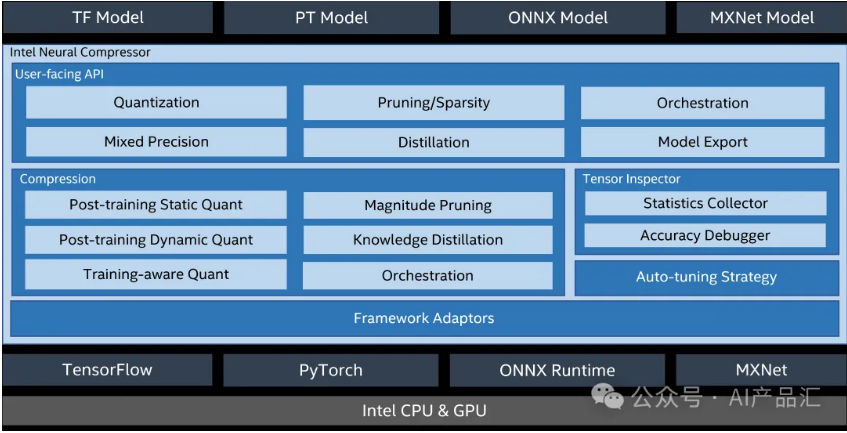 TF Model
PT Model
ONNX Model
MXNet Model
Intel Neural Compressor
User-facing API
Quantization
Pruning/Sparsity
Orchestration
Mixed Precision
Distillation
Model Export
Compression
Post-training Static Quant
Magnitude Pruning
Post-training Dynamic Quant
Knowledge Distillation
Training-aware Quant
Orchestration
Tensor Inspector
Statistics Collector
Accuracy Debugger
Auto-tuning Strategy
Framework Adaptors
TensorFlow
PyTorch
ONNX Runtime
MXNet
公众号 · AI产品汇
Intel CPU & GPU